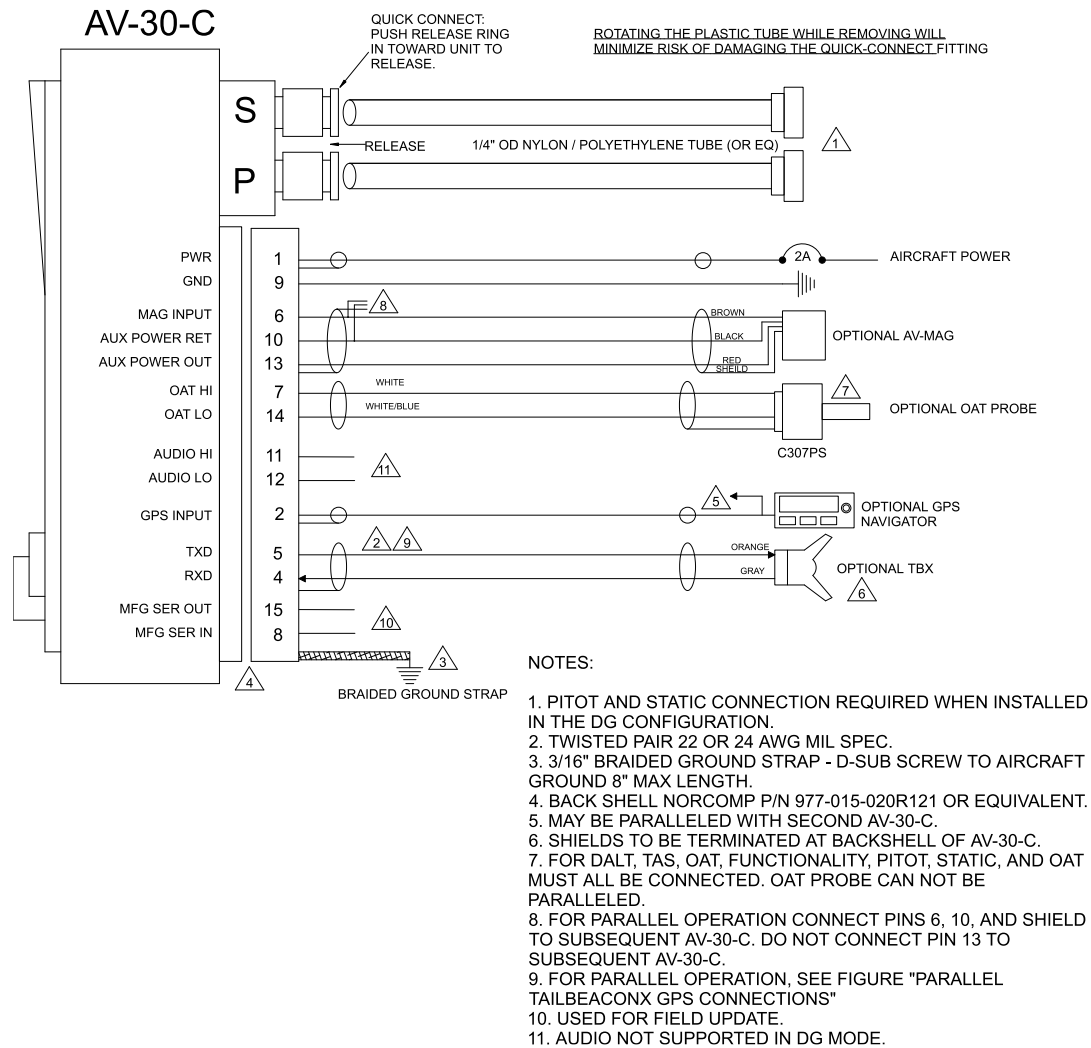 AV-30-C
QUICK CONNECT:
PUSH RELEASE RING
IN TOWARD UNIT TO
RELEASE.
ROTATING THE PLASTIC TUBE WHILE REMOVING WILL
MINIMIZE RISK OF DAMAGING THE QUICK-CONNECT FITTING
S
RELEASE
1/4" OD NYLON / POLYETHYLENE TUBE (OR EQ)
1
P
PWR 1
2A
AIRCRAFT POWER
GND 9
8
MAG INPUT 6
BROWN
AUX POWER RET 10
BLACK
OPTIONAL AV-MAG
AUX POWER OUT 13
RED
SHEILD
OAT HI 7
WHITE
7
OAT LO 14
WHITE/BLUE
OPTIONAL OAT PROBE
C307PS
AUDIO HI 11
11
AUDIO LO 12
GPS INPUT 2
5
OPTIONAL GPS
NAVIGATOR
TXD 5
2
9
ORANGE
RXD 4
GRAY
OPTIONAL TBX
6
MFG SER OUT 15
10
MFG SER IN 8
3
4
BRAIDED GROUND STRAP
NOTES:
1. PITOT AND STATIC CONNECTION REQUIRED WHEN INSTALLED
IN THE DG CONFIGURATION.
2. TWISTED PAIR 22 OR 24 AWG MIL SPEC.
3. 3/16" BRAIDED GROUND STRAP - D-SUB SCREW TO AIRCRAFT
GROUND 8" MAX LENGTH.
4. BACK SHELL NORCOMP P/N 977-015-020R121 OR EQUIVALENT.
5. MAY BE PARALLELED WITH SECOND AV-30-C.
6. SHIELDS TO BE TERMINATED AT BACKSHELL OF AV-30-C.
7. FOR DALT, TAS, OAT, FUNCTIONALITY, PITOT, STATIC, AND OAT
MUST ALL BE CONNECTED. OAT PROBE CAN NOT BE
PARALLELED.
8. FOR PARALLEL OPERATION CONNECT PINS 6, 10, AND SHIELD
TO SUBSEQUENT AV-30-C. DO NOT CONNECT PIN 13 TO
SUBSEQUENT AV-30-C.
9. FOR PARALLEL OPERATION, SEE FIGURE "PARALLEL
TAILBEACONX GPS CONNECTIONS"
10. USED FOR FIELD UPDATE.
11. AUDIO NOT SUPPORTED IN DG MODE.